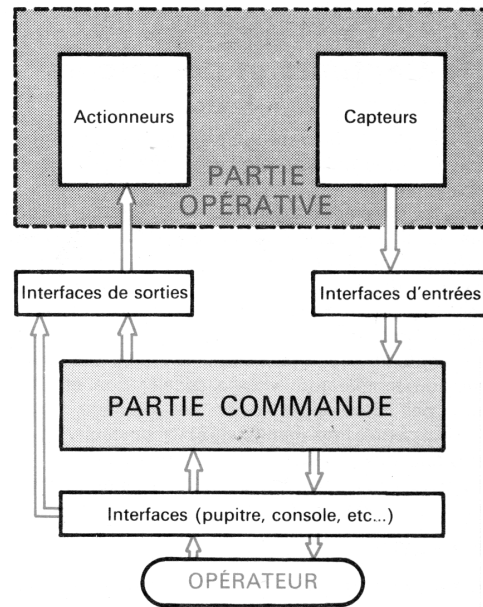 Actionneurs
Capteurs
PARTIE
OPÉRATIVE
Interfaces de sorties
Interfaces d'entrées
PARTIE COMMANDE
Interfaces (pupitre, console, etc...)
OPÉRATEUR